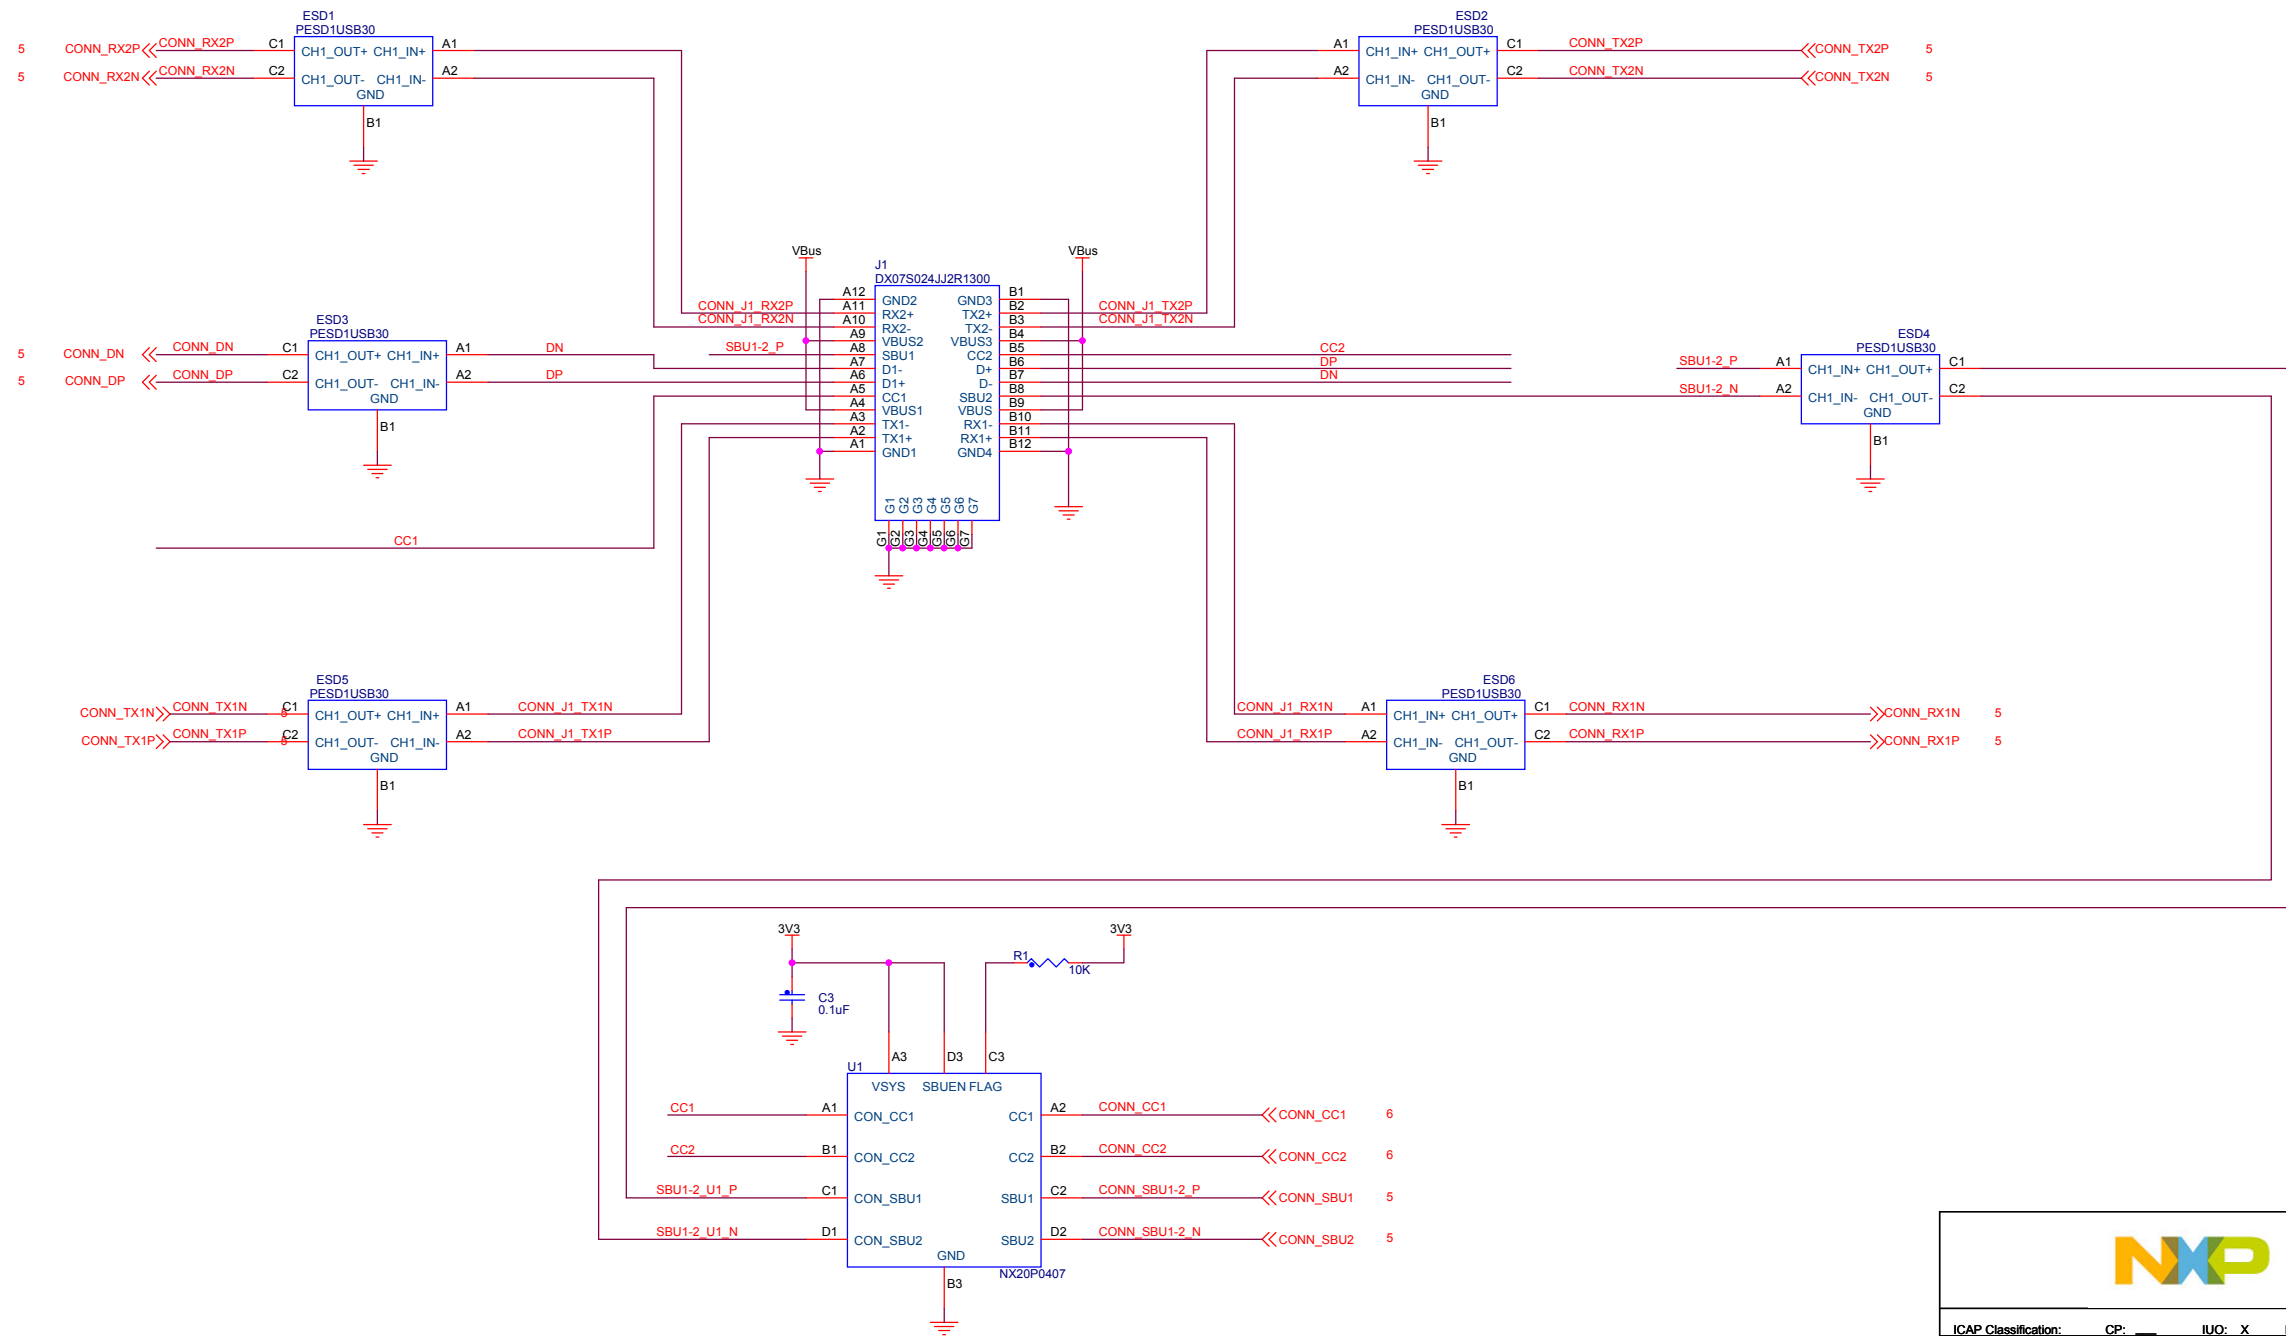 ESD1
PESD1USB30
5 CONN_RX2P CONN_RX2P C1 CH1_OUT+ CH1_IN+ A1
5 CONN_RX2N CONN_RX2N C2 CH1_OUT- CH1_IN- A2
GND
B1
ESD2
PESD1USB30
A1 CH1_IN+ CH1_OUT+ C1 CONN_TX2P CONN_TX2P 5
A2 CH1_IN- CH1_OUT- C2 CONN_TX2N CONN_TX2N 5
GND
B1
VBus VBus
J1
DX07S024JJ2R1300
A12 GND2 GND3 B1
CONN_J1_RX2P A11 RX2+ TX2+ B2 CONN_J1_TX2P
CONN_J1_RX2N A10 RX2- TX2- B3 CONN_J1_TX2N
A9 VBUS2 VBUS3 B4
SBU1-2_P A8 SBU1 CC2 B5 CC2
A7 D1- D+ B6 DP
A6 D1+ D- B7 DN
A5 CC1 SBU2 B8
A4 VBUS1 VBUS B9
A3 TX1- RX1- B10
A2 TX1+ RX1+ B11
A1 GND1 GND4 B12
G1 G2 G3 G4 G5 G6 G7
G1 G2 G3 G4 G5 G6 G7
ESD3
PESD1USB30
5 CONN_DN CONN_DN C1 CH1_OUT+ CH1_IN+ A1 DN
5 CONN_DP CONN_DP C2 CH1_OUT- CH1_IN- A2 DP
GND
B1
CC1
ESD4
PESD1USB30
SBU1-2_P A1 CH1_IN+ CH1_OUT+ C1
SBU1-2_N A2 CH1_IN- CH1_OUT- C2
GND
B1
ESD5
PESD1USB30
CONN_TX1N CONN_TX1N 5 C1 CH1_OUT+ CH1_IN+ A1 CONN_J1_TX1N
CONN_TX1P CONN_TX1P 5 C2 CH1_OUT- CH1_IN- A2 CONN_J1_TX1P
GND
B1
ESD6
PESD1USB30
CONN_J1_RX1N A1 CH1_IN+ CH1_OUT+ C1 CONN_RX1N CONN_RX1N 5
CONN_J1_RX1P A2 CH1_IN- CH1_OUT- C2 CONN_RX1P CONN_RX1P 5
GND
B1
3V3 3V3
R1
10K
C3
0.1uF
A3 D3 C3
U1
VSYS SBUEN FLAG
CC1 A1 CON_CC1 CC1 A2 CONN_CC1 CONN_CC1 6
CC2 B1 CON_CC2 CC2 B2 CONN_CC2 CONN_CC2 6
SBU1-2_U1_P C1 CON_SBU1 SBU1 C2 CONN_SBU1-2_P CONN_SBU1 5
SBU1-2_U1_N D1 CON_SBU2 SBU2 D2 CONN_SBU1-2_N CONN_SBU2 5
GND
NX20P0407
B3
NXP
ICAP Classification: CP: ___ IUO: X